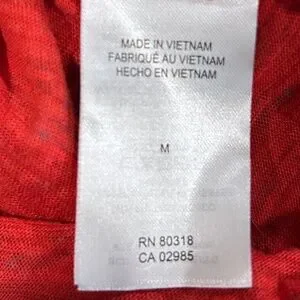 MADE IN VIETNAM
FABRIQUÉ AU VIETNAM
HECHO EN VIETNAM
M
RN 80318
CA 02985